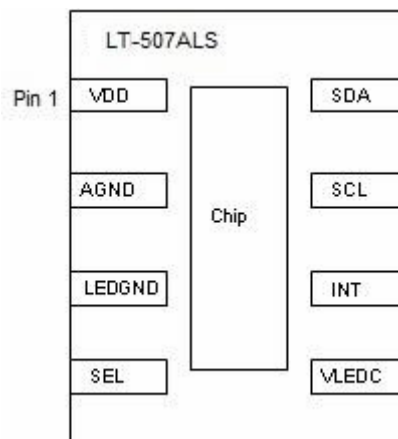 LT-507ALS
Pin 1
VDD
SDA
AGND
SCL
Chip
LEDGND
INT
SEL
VLEDC